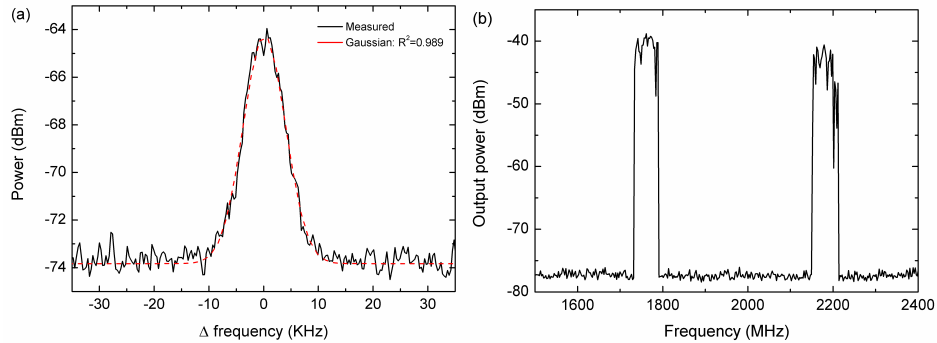 (a)
Measured
Gaussian: R²=0.989
-64
-66
-68
-70
-72
-74
Power (dBm)
-30
-20
-10
0
10
20
30
Δ frequency (KHz)
(b)
-40
-50
-60
-70
-80
Output power (dBm)
1600
1800
2000
2200
2400
Frequency (MHz)